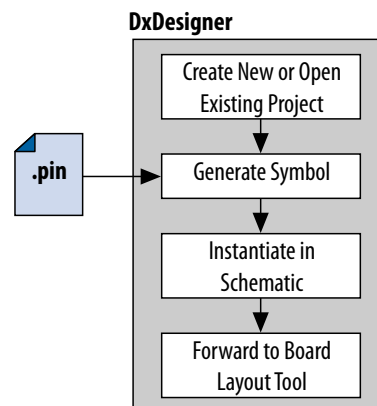 DxDesigner
Create New or Open
Existing Project
.pin
Generate Symbol
Instantiate in
Schematic
Forward to Board
Layout Tool